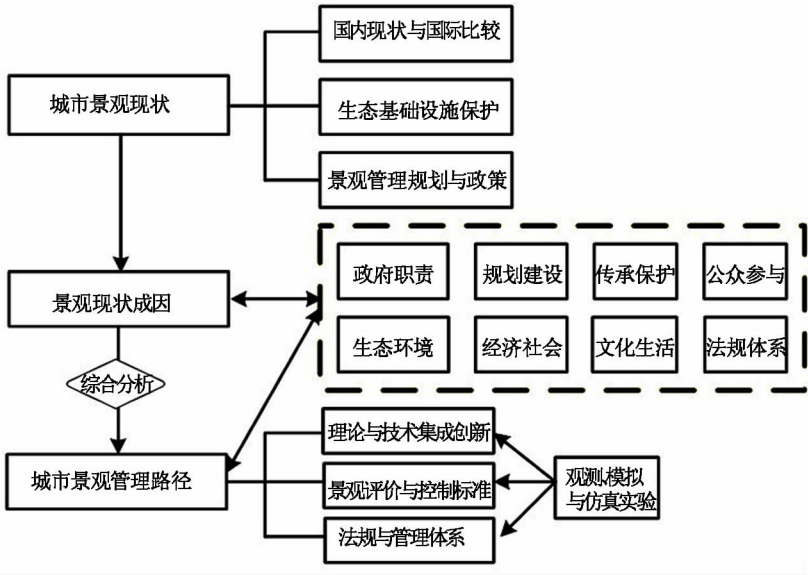 国内现状与国际比较
城市景观现状
生态基础设施保护
景观管理规划与政策
政府职责
规划建设
传承保护
公众参与
景观现状成因
生态环境
经济社会
文化生活
法规体系
综合分析
理论与技术集成创新
城市景观管理路径
景观评价与控制标准
观测、模拟
与仿真实验
法规与管理体系